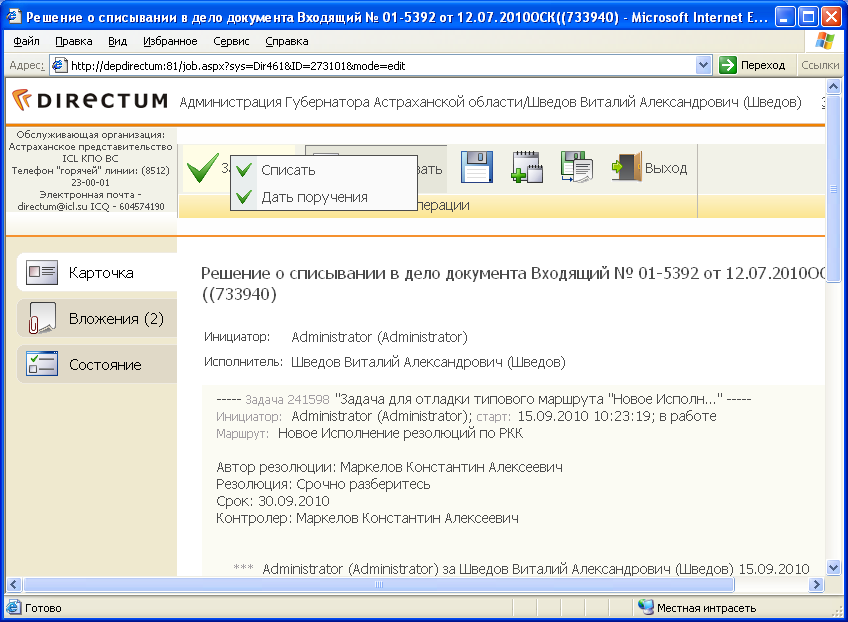 Решение о списывании в дело документа Входящий № 01-5392 от 12.07.2010ОСК((733940) - Microsoft Internet E...
Файл Правка Вид Избранное Сервис Справка
Адрес: http://depdirectum:81/job.aspx?sys=Dir461&ID=273101&mode=edit Переход Ссылки
DIRECTUM Администрация Губернатора Астраханской области/Шведов Виталий Александрович (Шведов)
Обслуживающая организация:
Астраханское представительство
ICL КПО ВС
Телефон "горячей" линии: (8512)
23-00-01
Электронная почта -
directum@icl.su ICQ - 604574190
Списать
Дать поручения
вать
Выход
перации
Карточка
Вложения (2)
Состояние
Решение о списывании в дело документа Входящий № 01-5392 от 12.07.2010ОС
((733940)
Инициатор: Administrator (Administrator)
Исполнитель: Шведов Виталий Александрович (Шведов)
----- Задача 241598 "Задача для отладки типового маршрута "Новое Исполн..." -----
Инициатор: Administrator (Administrator); старт: 15.09.2010 10:23:19; в работе
Маршрут: Новое Исполнение резолюций по РКК
Автор резолюции: Маркелов Константин Алексеевич
Резолюция: Срочно разберитесь
Срок: 30.09.2010
Контролер: Маркелов Константин Алексеевич
*** Administrator (Administrator) за Шведов Виталий Александрович (Шведов) 15.09.2010
Готово Местная интрасеть